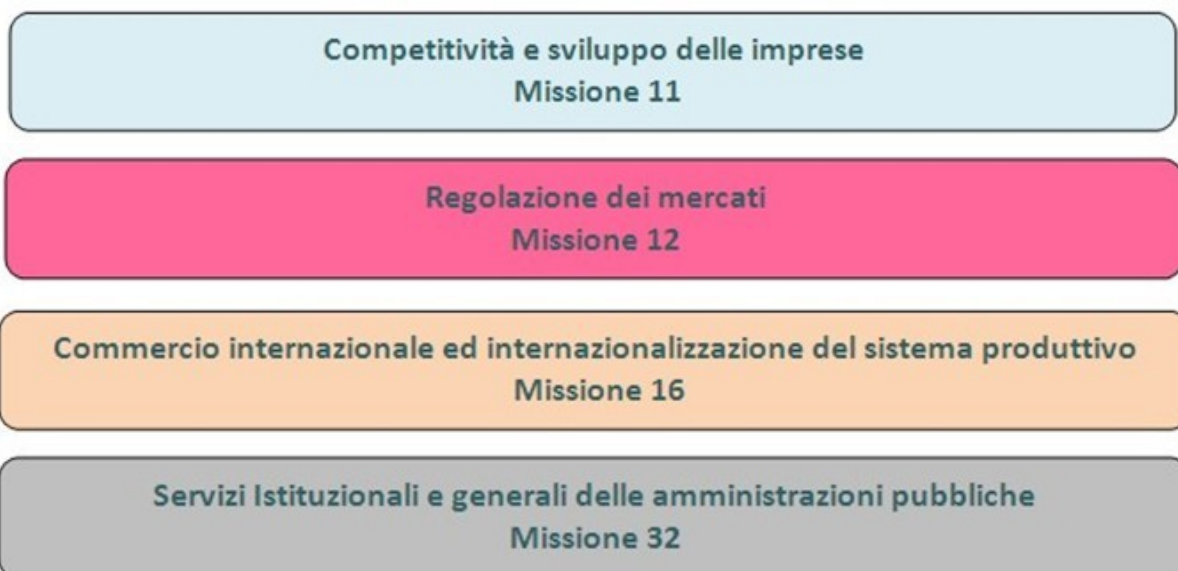 Competitività e sviluppo delle imprese
Missione 11
Regolazione dei mercati
Missione 12
Commercio internazionale ed internazionalizzazione del sistema produttivo
Missione 16
Servizi Istituzionali e generali delle amministrazioni pubbliche
Missione 32